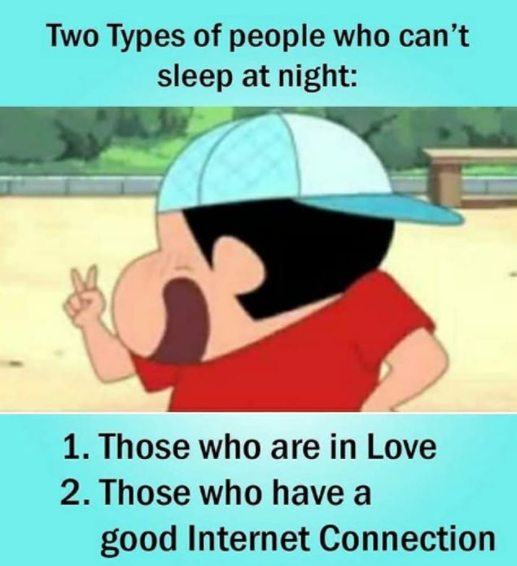 Two Types of people who can't
sleep at night:
1. Those who are in Love
2. Those who have a
good Internet Connection